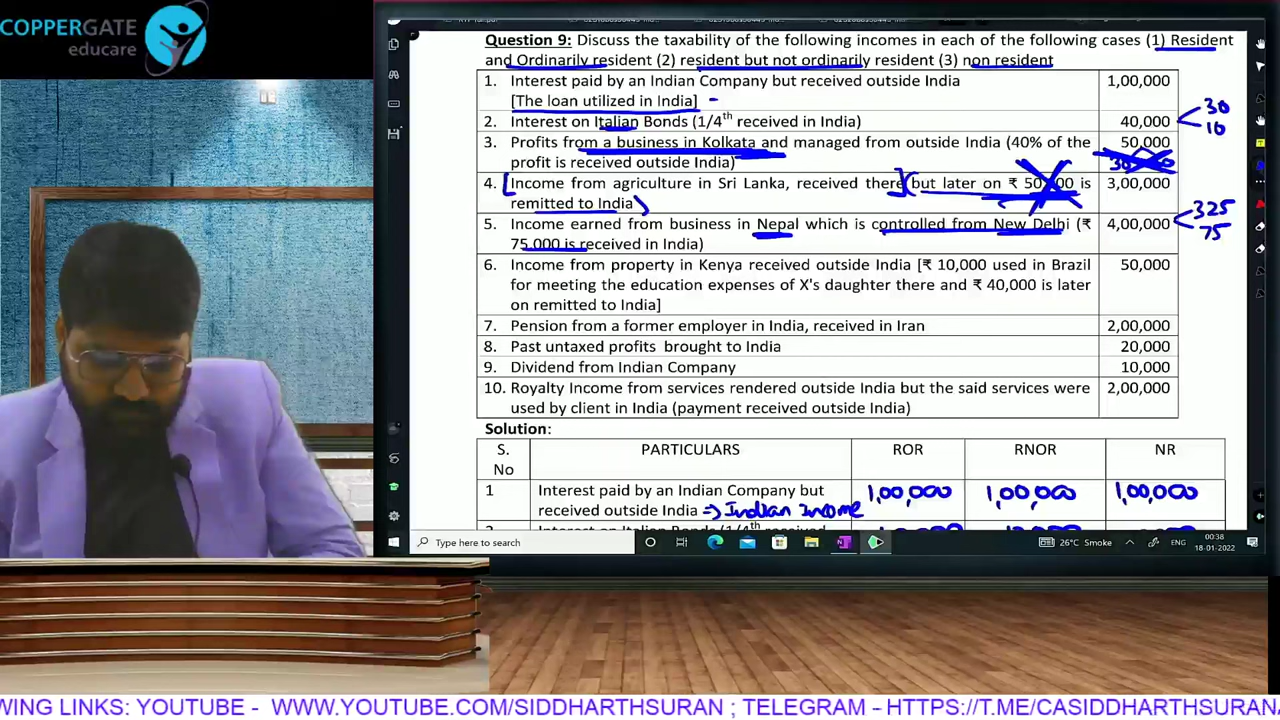 COPPERGATE
educare
Question 9: Discuss the taxability of the following incomes in each of the following cases (1) Resident
and Ordinarily resident (2) resident but not ordinarily resident (3) non resident
1. Interest paid by an Indian Company but received outside India 1,00,000
[The loan utilized in India]
2. Interest on Italian Bonds (1/4th received in India) 40,000
30
10
3. Profits from a business in Kolkata and managed from outside India (40% of the 50,000
profit is received outside India)
4. Income from agriculture in Sri Lanka, received there but later on ₹ 50,000 is 3,00,000
remitted to India
5. Income earned from business in Nepal which is controlled from New Delhi (₹ 4,00,000
75,000 is received in India)
325
75
6. Income from property in Kenya received outside India [₹ 10,000 used in Brazil 50,000
for meeting the education expenses of X's daughter there and ₹ 40,000 is later
on remitted to India]
7. Pension from a former employer in India, received in Iran 2,00,000
8. Past untaxed profits brought to India 20,000
9. Dividend from Indian Company 10,000
10. Royalty Income from services rendered outside India but the said services were 2,00,000
used by client in India (payment received outside India)
Solution:
S. No PARTICULARS ROR RNOR NR
1 Interest paid by an Indian Company but 1,00,000 1,00,000 1,00,000
received outside India => Indian Income
Type here to search
26°C Smoke
ENG
00:38
18-01-2022
WING LINKS: YOUTUBE - WWW.YOUTUBE.COM/SIDDHARTHSURAN ; TELEGRAM - HTTPS://T.ME/CASIDDHARTHSURANA